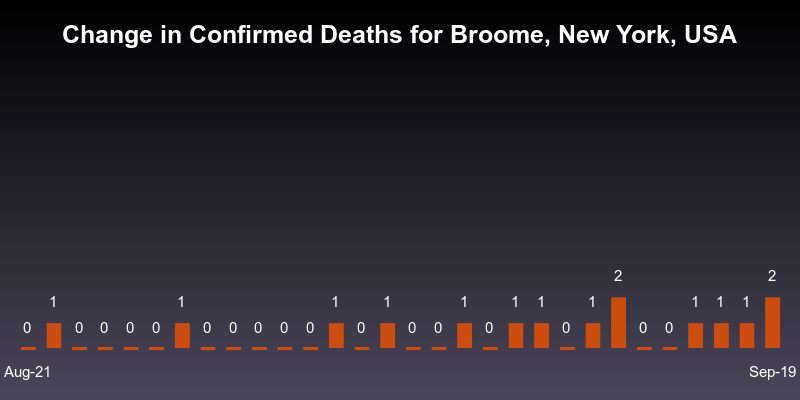 Change in Confirmed Deaths for Broome, New York, USA
0 1 0 0 0 0 1 0 0 0 0 0 1 0 1 0 0 1 0 1 1 0 1 2 0 0 1 1 1 2
Aug-21 Sep-19